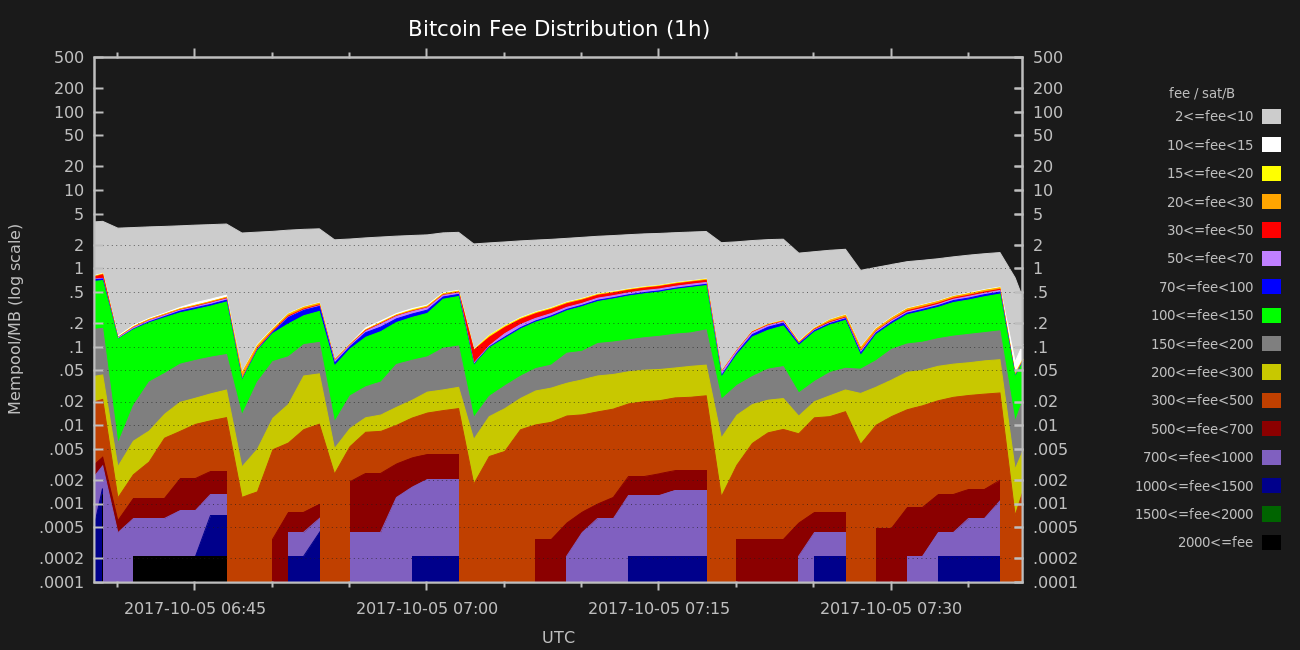 Bitcoin Fee Distribution (1h)
500
200
100
50
20
10
5
2
1
.5
.2
.1
.05
.02
.01
.005
.002
.001
.0005
.0002
.0001
Mempool/MB (log scale)
500
200
100
50
20
10
5
2
1
.5
.2
.1
.05
.02
.01
.005
.002
.001
.0005
.0002
.0001
2017-10-05 06:45 2017-10-05 07:00 2017-10-05 07:15 2017-10-05 07:30
UTC
fee / sat/B
2<=fee<10
10<=fee<15
15<=fee<20
20<=fee<30
30<=fee<50
50<=fee<70
70<=fee<100
100<=fee<150
150<=fee<200
200<=fee<300
300<=fee<500
500<=fee<700
700<=fee<1000
1000<=fee<1500
1500<=fee<2000
2000<=fee